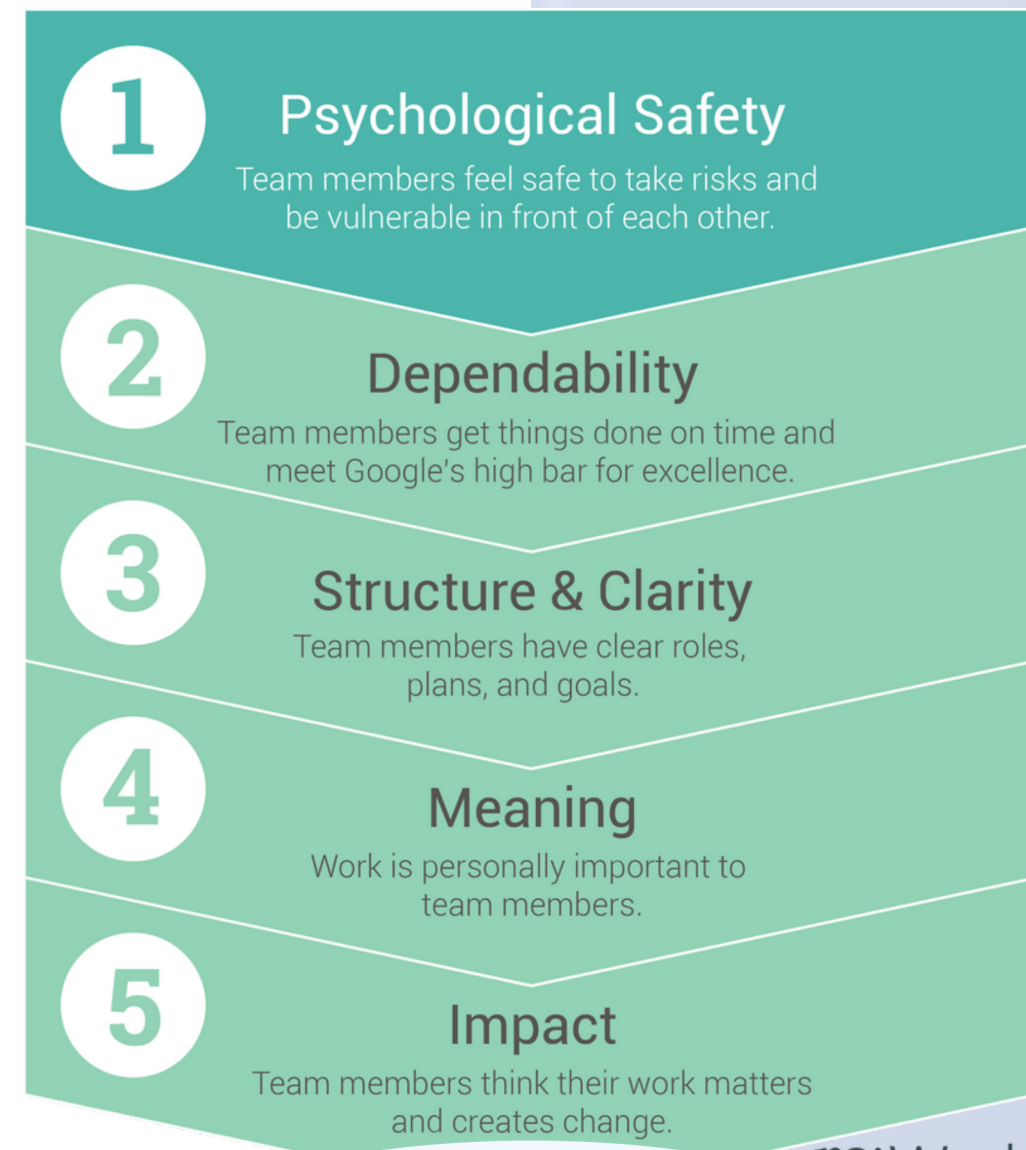 1
Psychological Safety
Team members feel safe to take risks and
be vulnerable in front of each other.
2
Dependability
Team members get things done on time and
meet Google's high bar for excellence.
3
Structure & Clarity
Team members have clear roles,
plans, and goals.
4
Meaning
Work is personally important to
team members.
5
Impact
Team members think their work matters
and creates change.